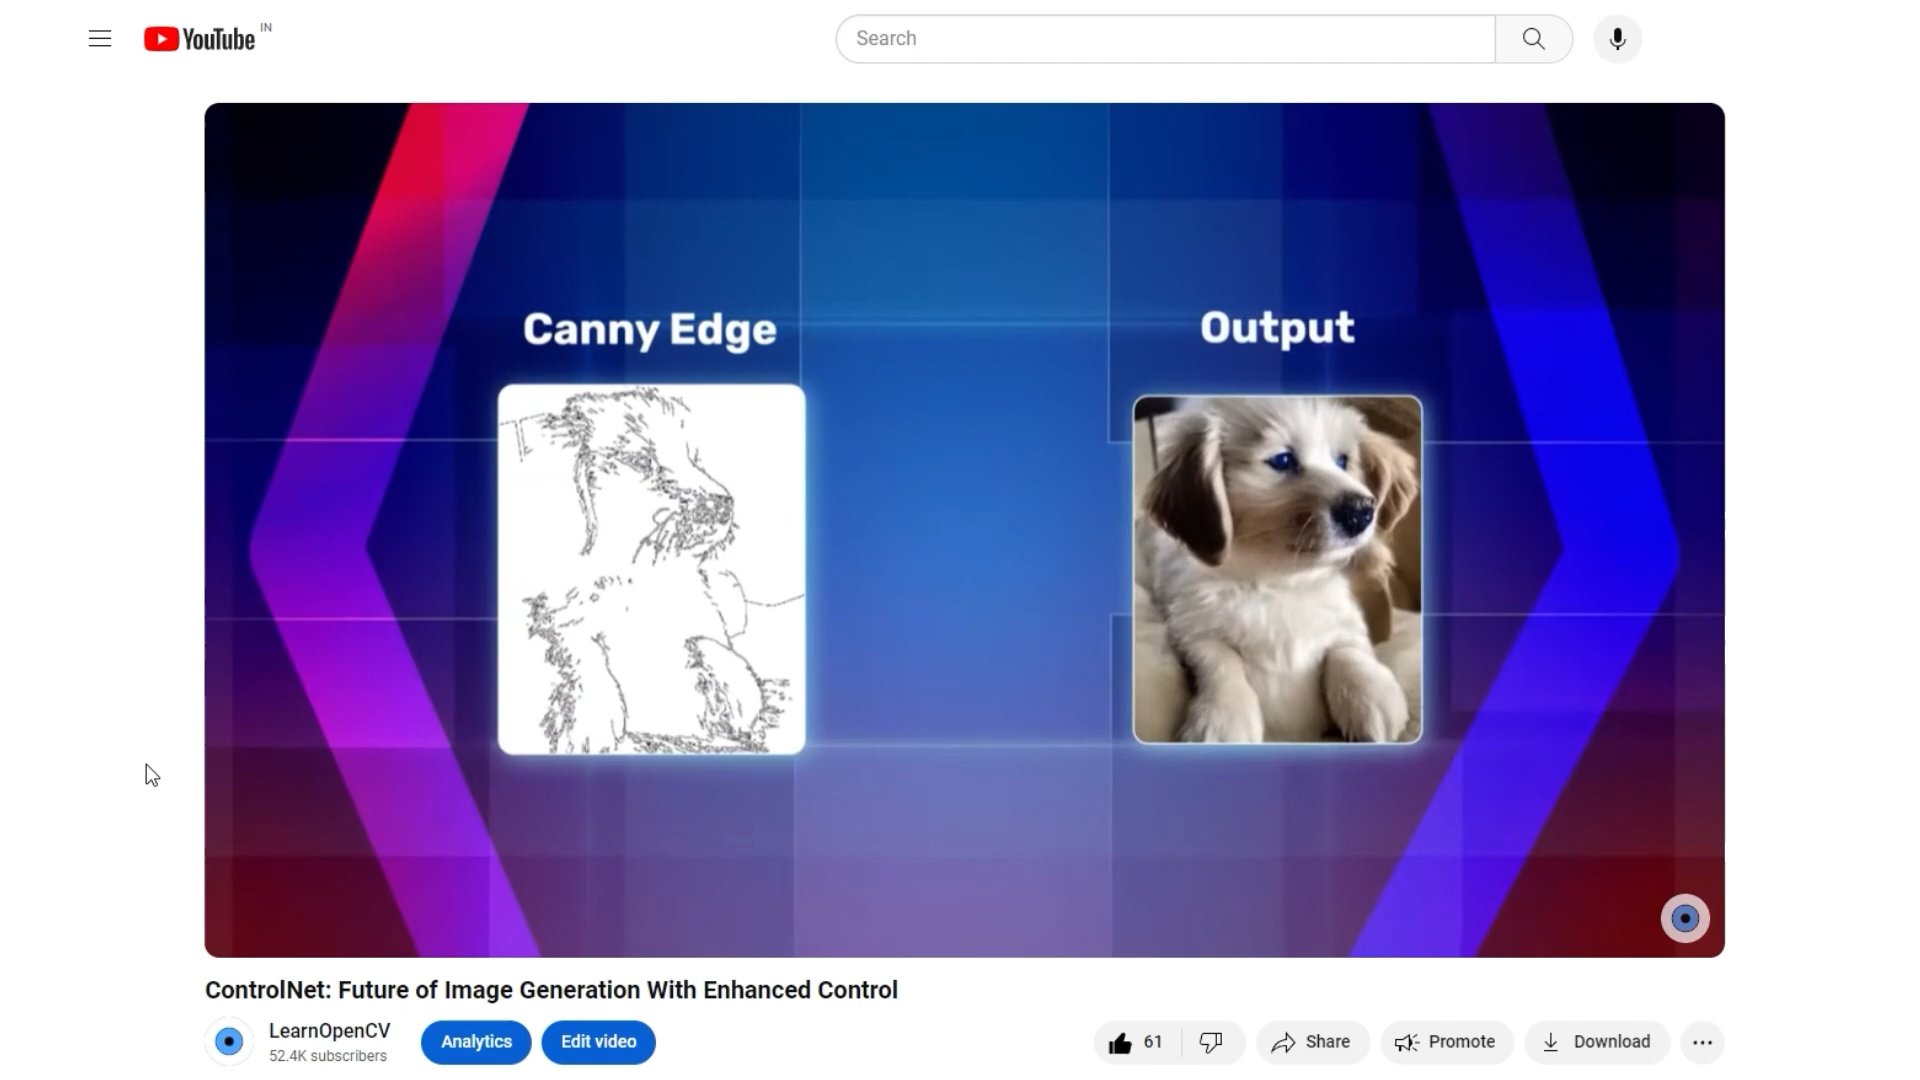 YouTube IN
Search
Canny Edge
Output
ControlNet: Future of Image Generation With Enhanced Control
LearnOpenCV
52.4K subscribers
Analytics
Edit video
61
Share
Promote
Download